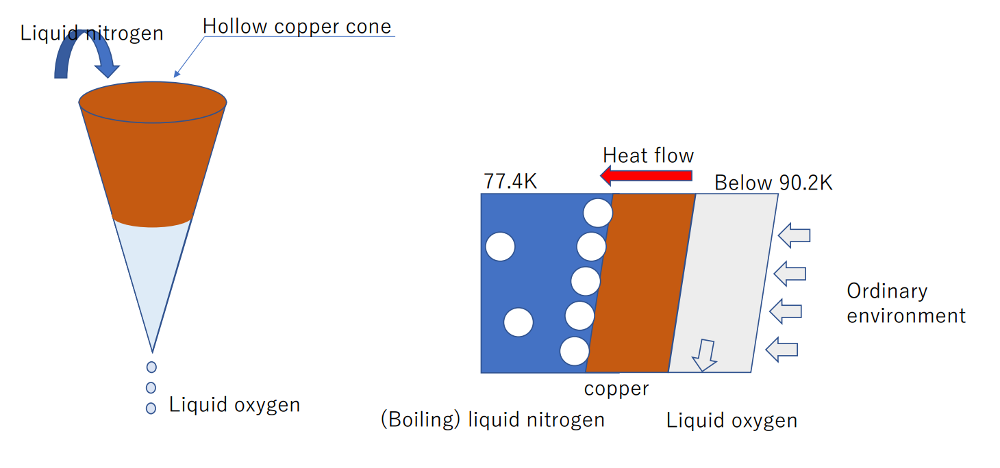 Liquid nitrogen
Hollow copper cone
Liquid oxygen
Heat flow
77.4K
Below 90.2K
Ordinary
environment
copper
(Boiling) liquid nitrogen
Liquid oxygen